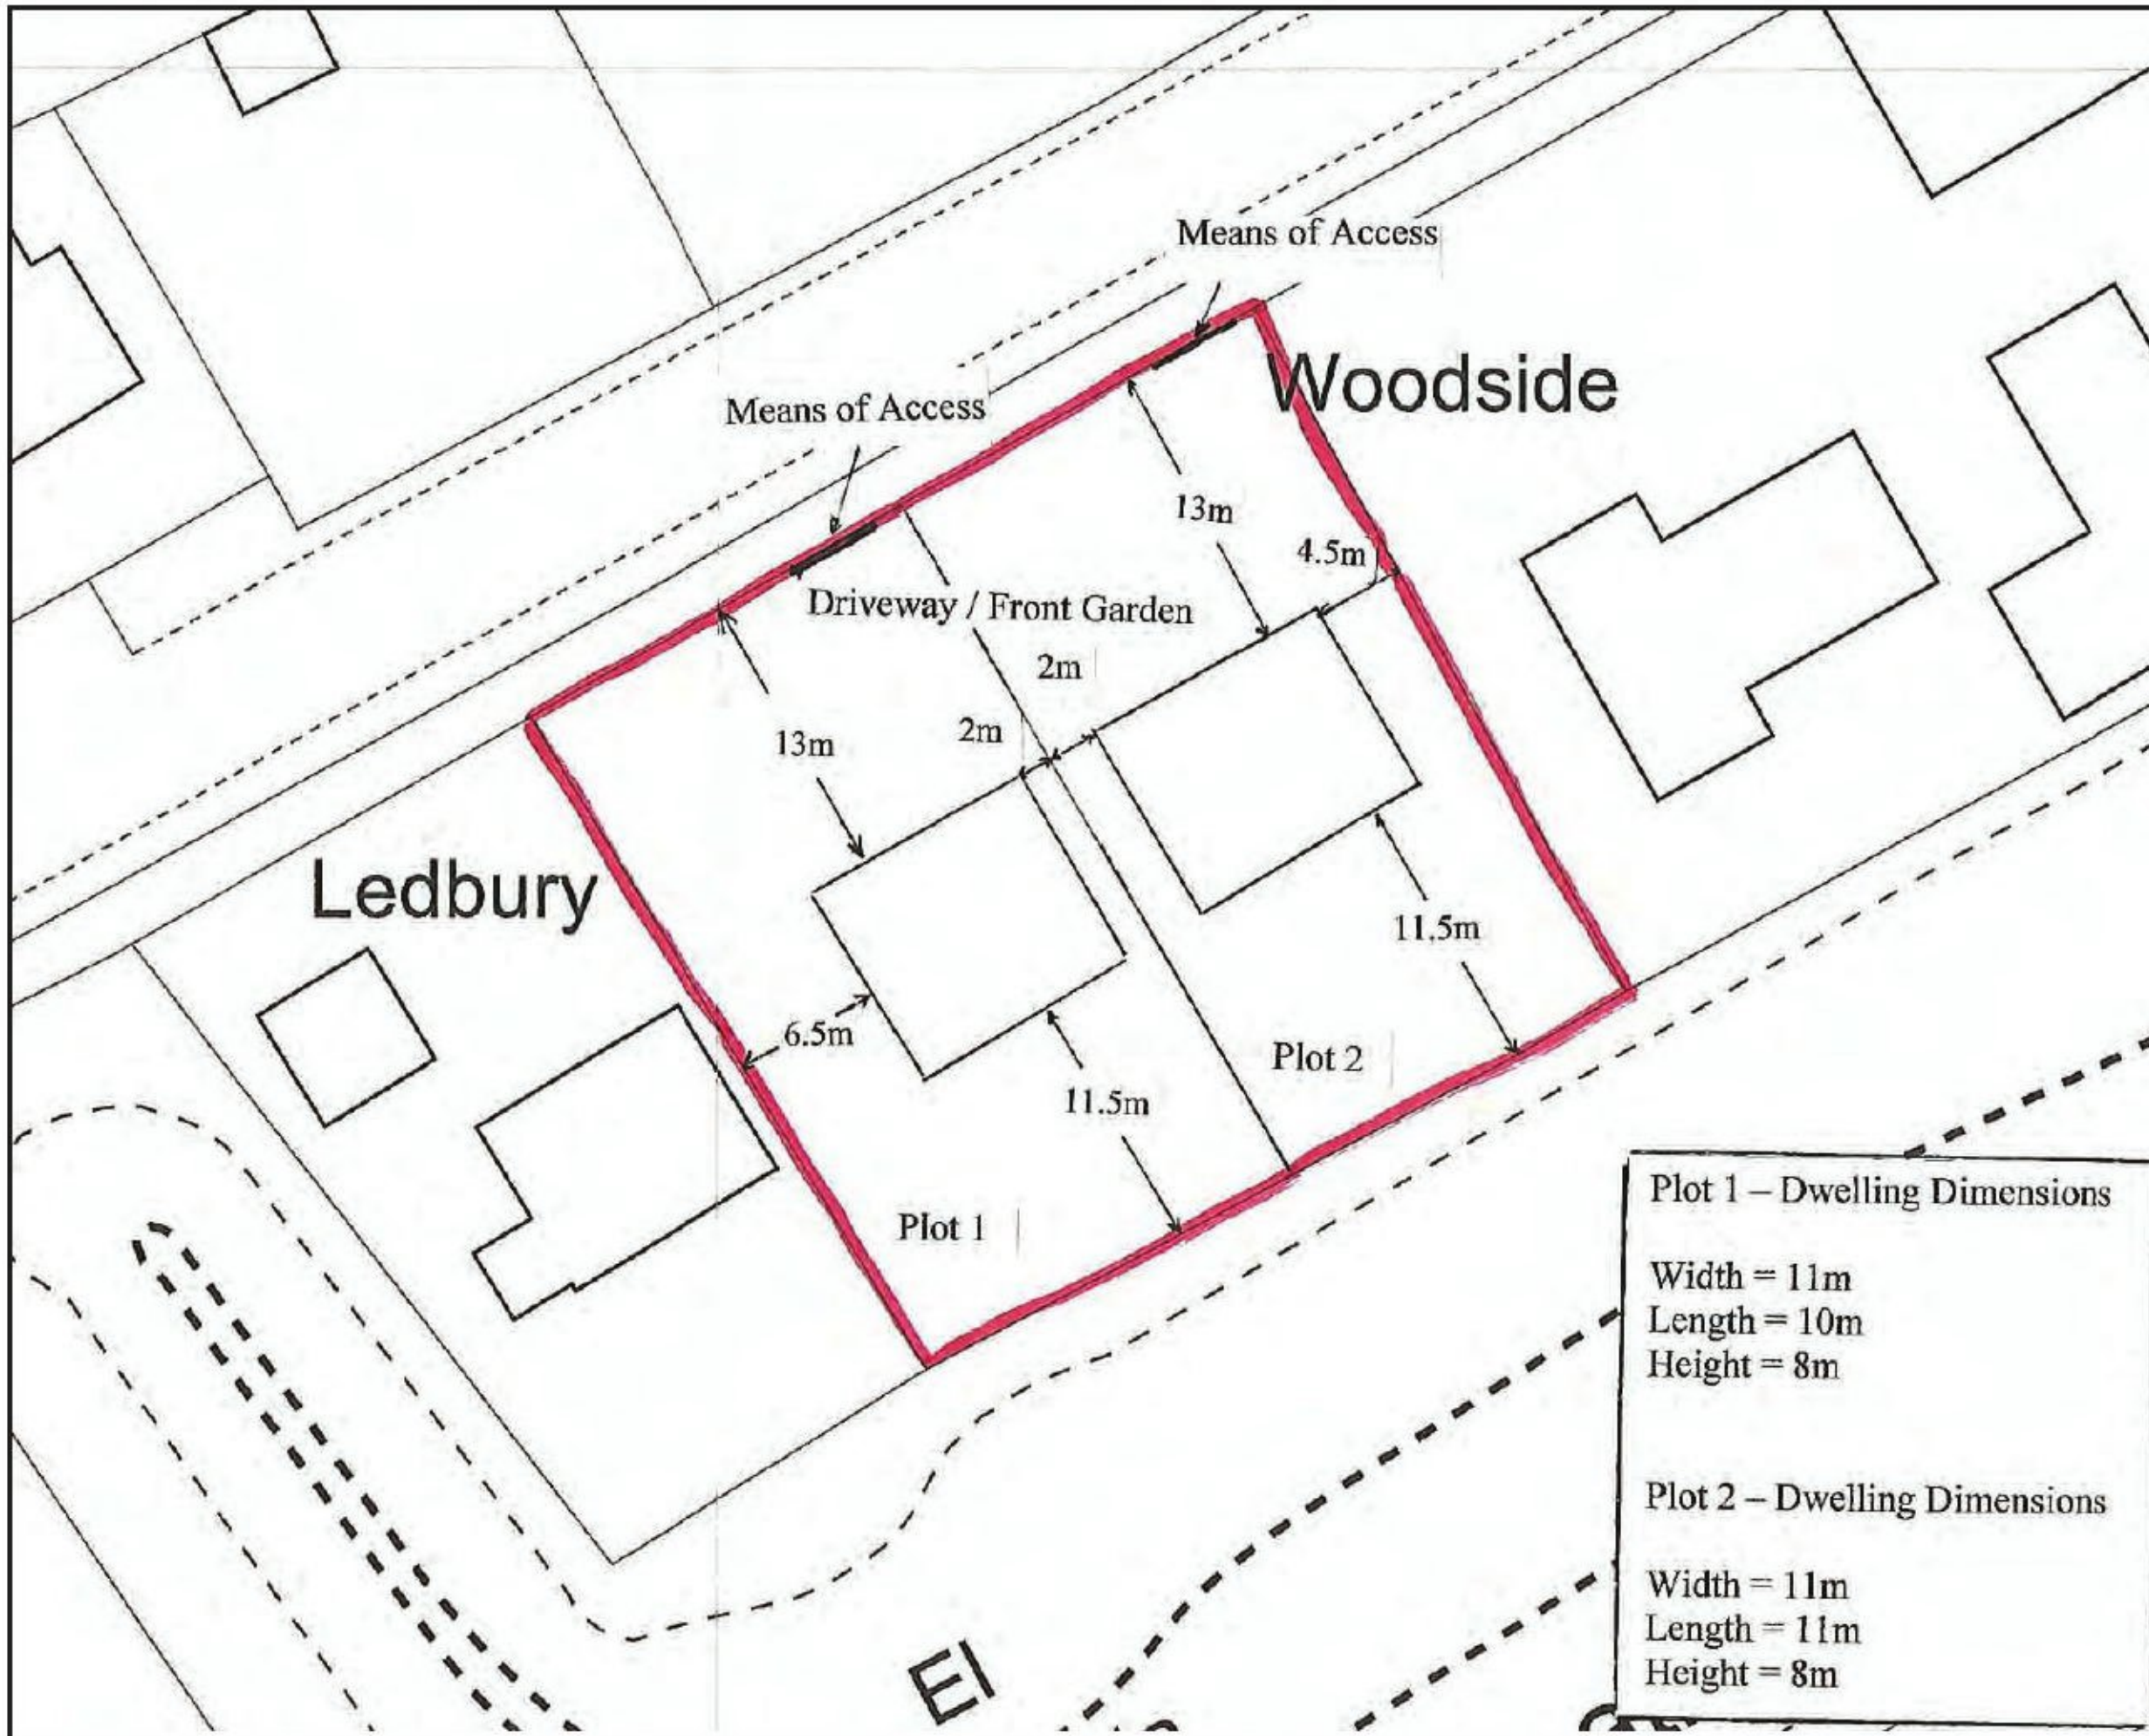 Means of Access
Woodside
Means of Access
13m
4.5m
Driveway / Front Garden
2m
2m
13m
Ledbury
11.5m
6.5m
Plot 2
11.5m
Plot 1
Plot 1 – Dwelling Dimensions
Width = 11m
Length = 10m
Height = 8m
Plot 2 – Dwelling Dimensions
Width = 11m
Length = 11m
Height = 8m
El